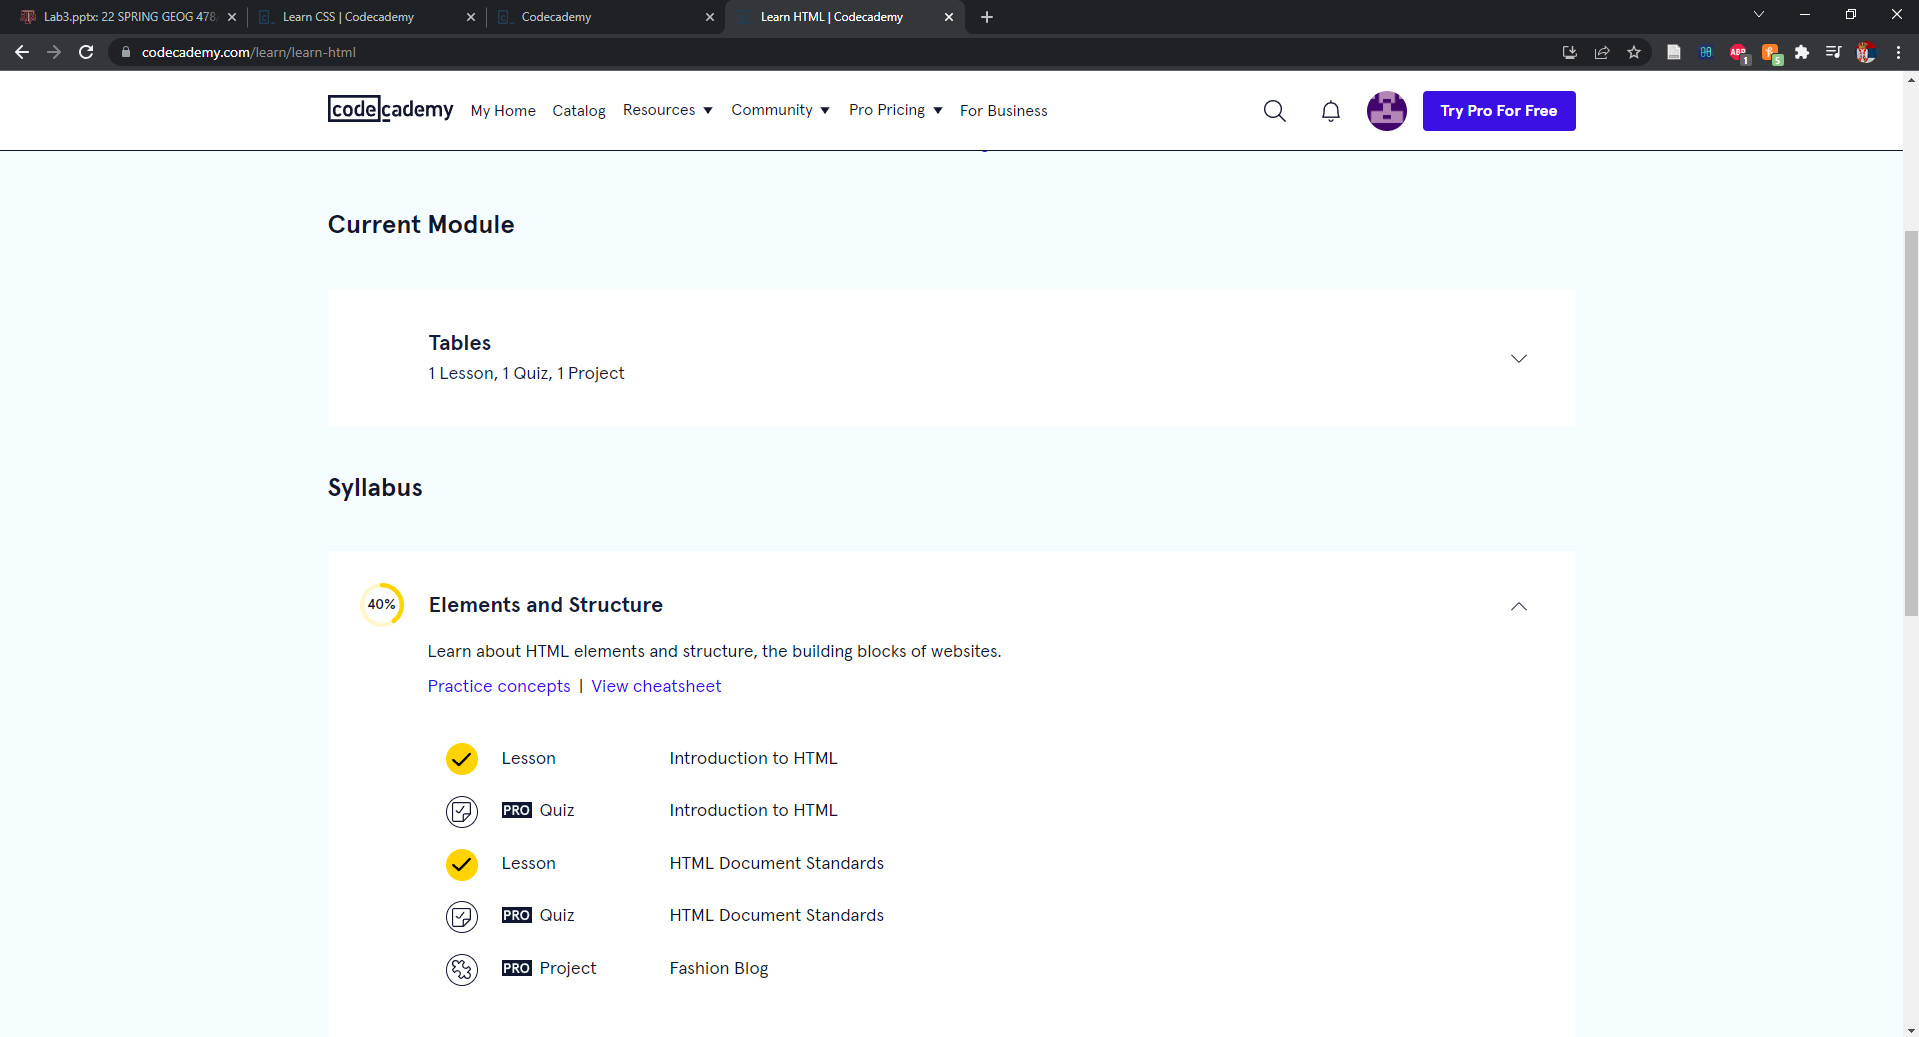 Lab3.pptx: 22 SPRING GEOG 478
Learn CSS | Codecademy
Codecademy
Learn HTML | Codecademy
codecademy.com/learn/learn-html
ABP
1
5
codecademy
My Home
Catalog
Resources
Community
Pro Pricing
For Business
Try Pro For Free
Current Module
Tables
1 Lesson, 1 Quiz, 1 Project
Syllabus
40%
Elements and Structure
Learn about HTML elements and structure, the building blocks of websites.
Practice concepts | View cheatsheet
Lesson Introduction to HTML
PRO Quiz Introduction to HTML
Lesson HTML Document Standards
PRO Quiz HTML Document Standards
PRO Project Fashion Blog